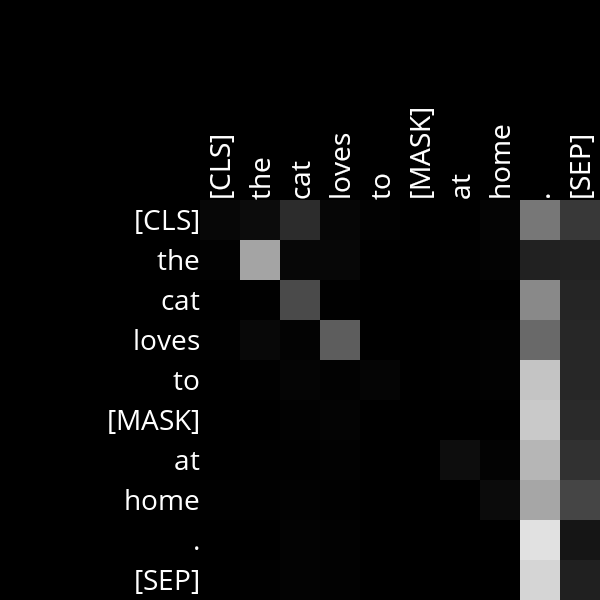 [CLS] the cat loves to [MASK] at home . [SEP]
[CLS]
the
cat
loves
to
[MASK]
at
home
.
[SEP]